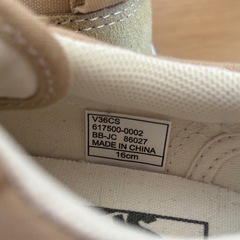 V36CS
617500-0002
BB-JC 86027
MADE IN CHINA
16cm